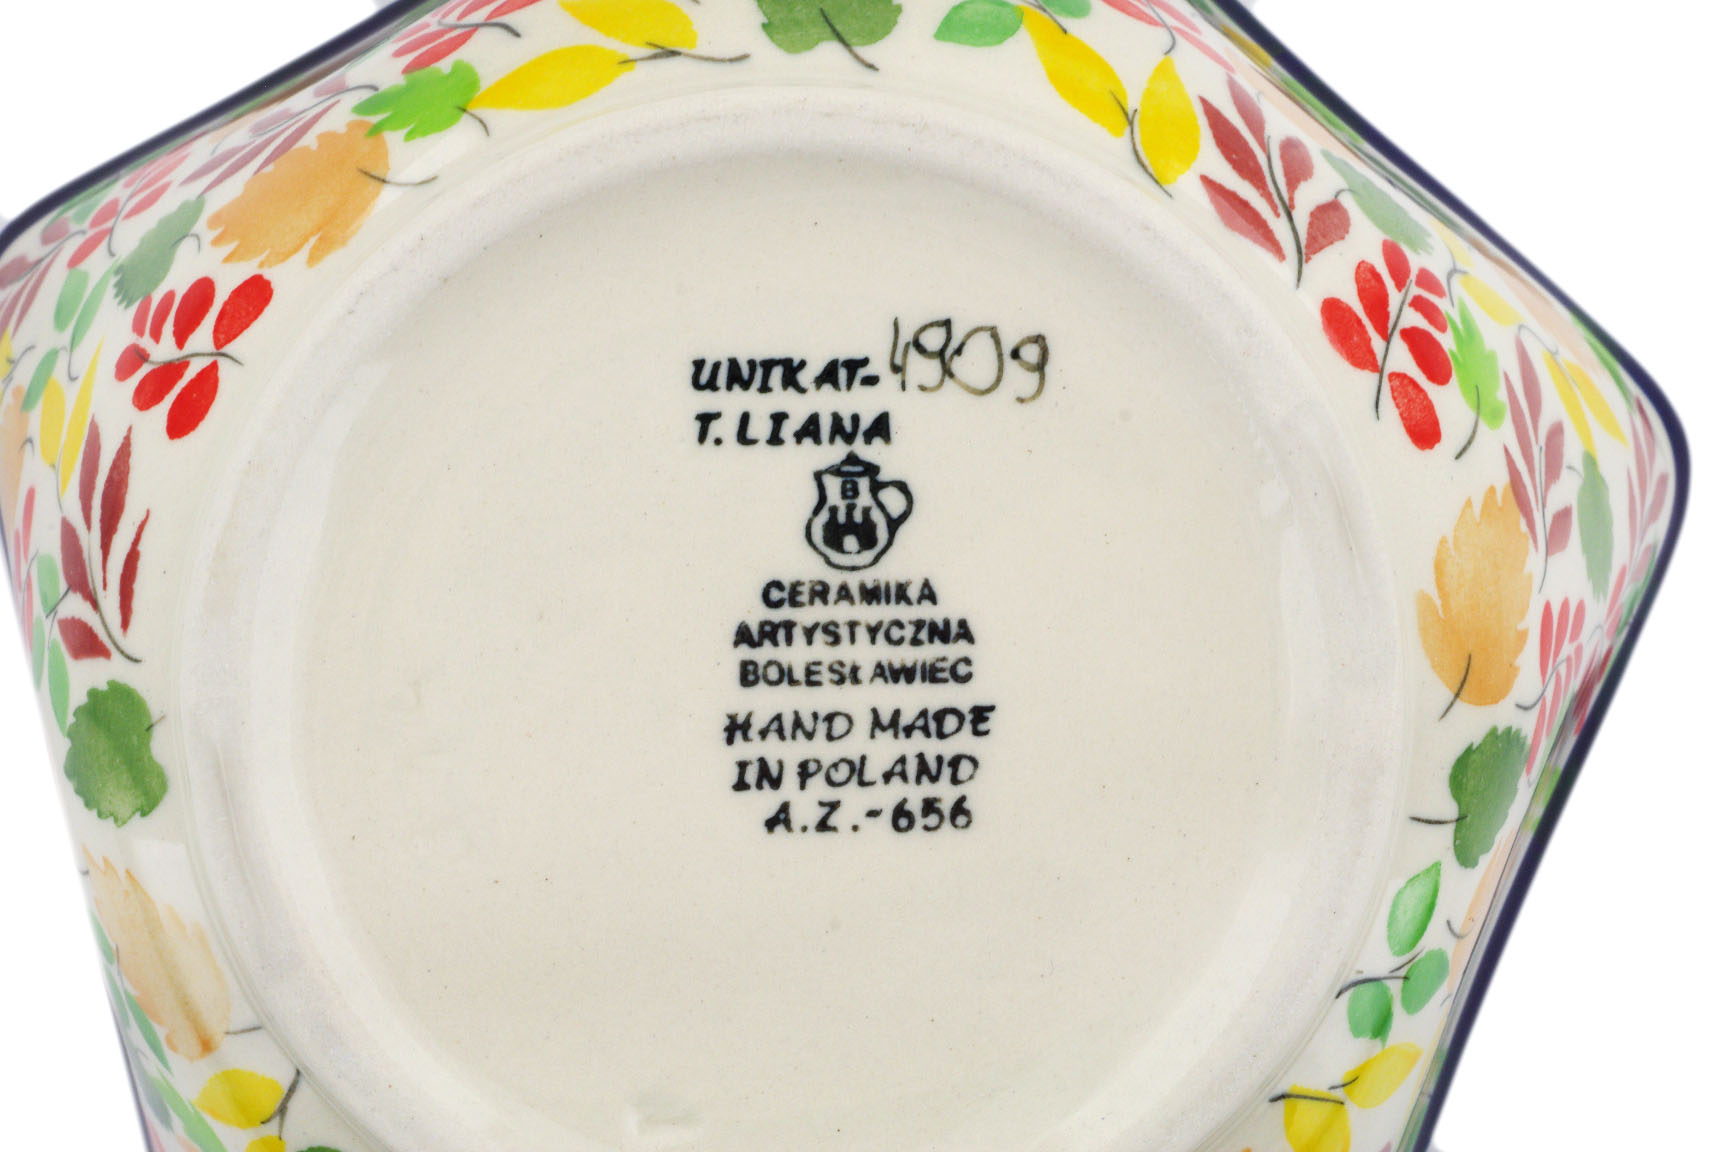 UNIKAT-4909
T. LIANA
B
CERAMIKA
ARTYSTYCZNA
BOLESŁAWIEC
HAND MADE
IN POLAND
A.Z.-656